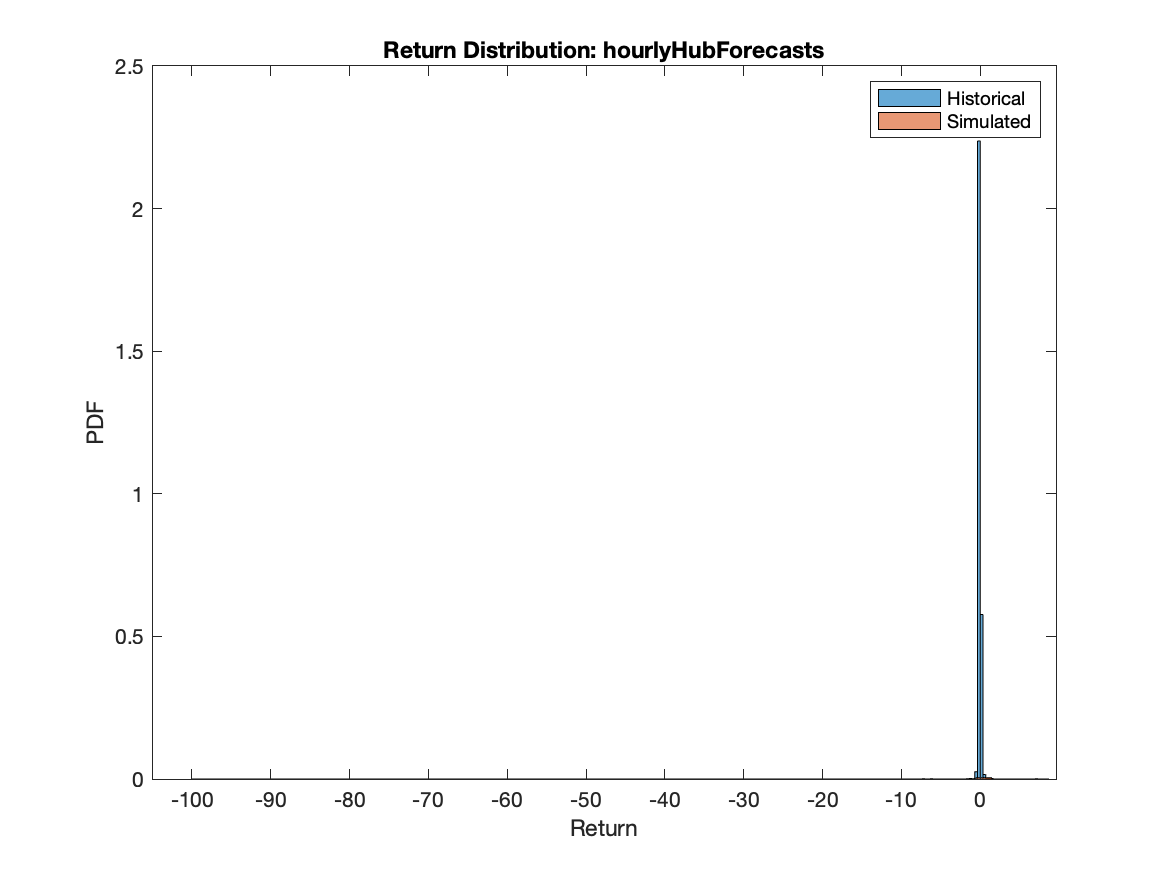 Return Distribution: hourlyHubForecasts
Historical
Simulated
PDF
2.5
2
1.5
1
0.5
0
-100 -90 -80 -70 -60 -50 -40 -30 -20 -10 0
Return